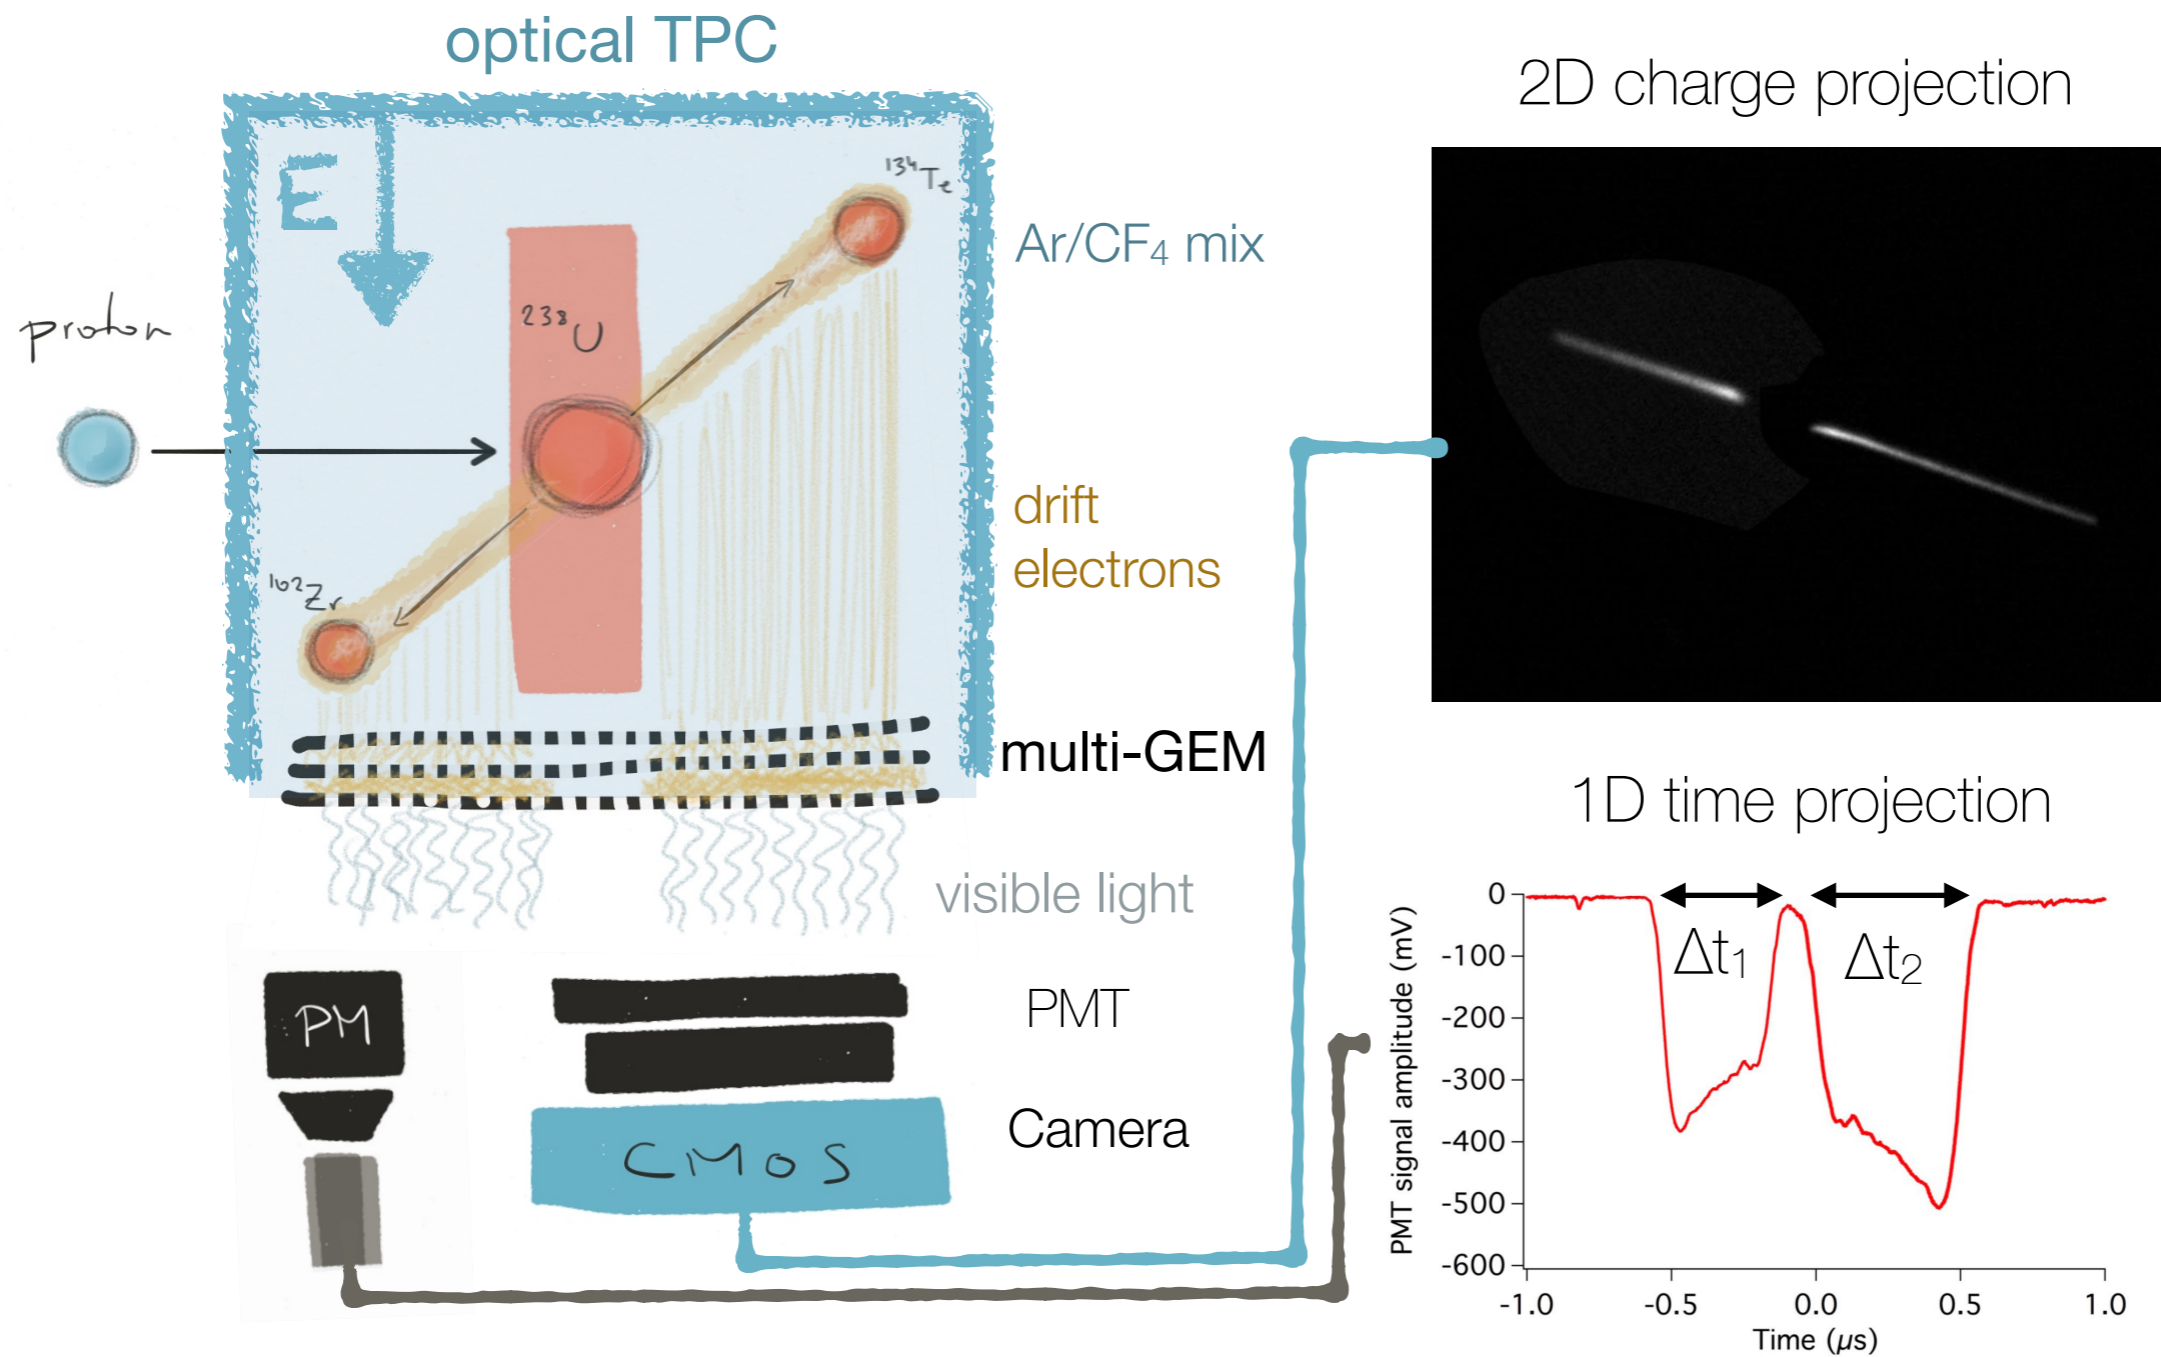 optical TPC
E
134Te
Ar/CF4 mix
238U
proton
drift
electrons
102Zr
multi-GEM
visible light
PM
PMT
CMOS
Camera
2D charge projection
1D time projection
Δt1
Δt2
PMT signal amplitude (mV)
0
-100
-200
-300
-400
-500
-600
-1.0 -0.5 0.0 0.5 1.0
Time (µs)